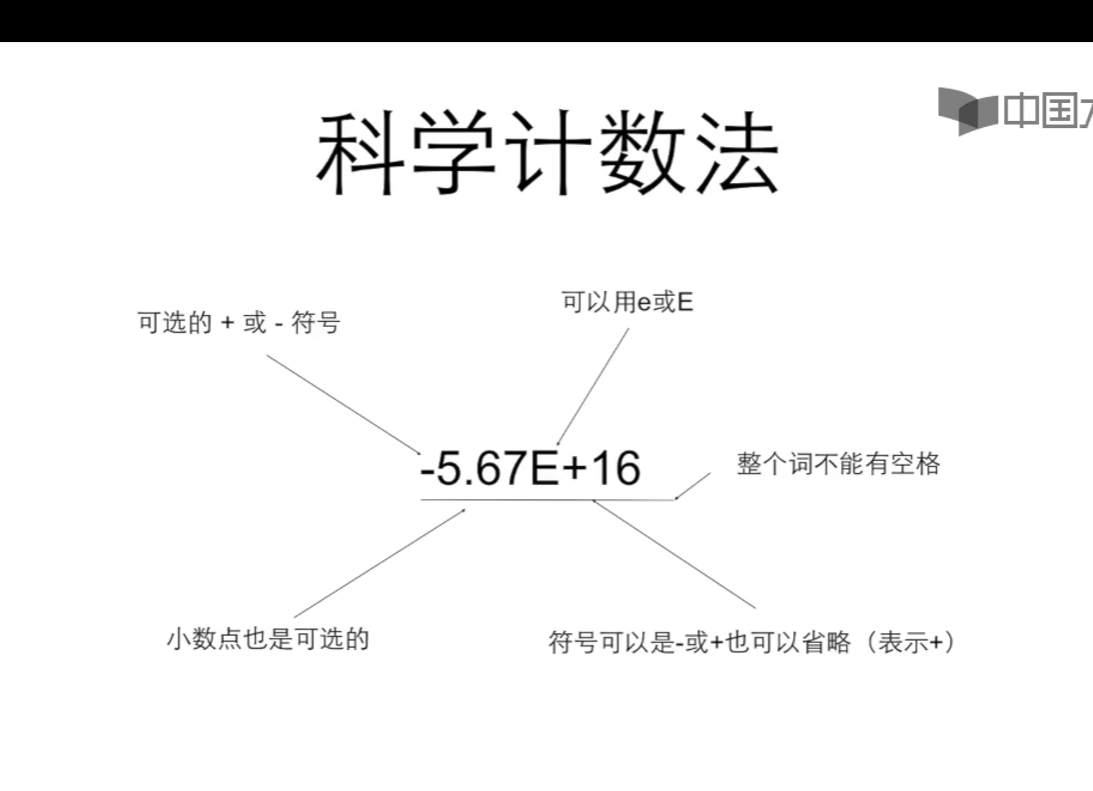 中国
科学计数法
可以用e或E
可选的 + 或 - 符号
-5.67E+16
整个词不能有空格
小数点也是可选的
符号可以是-或+也可以省略（表示+）